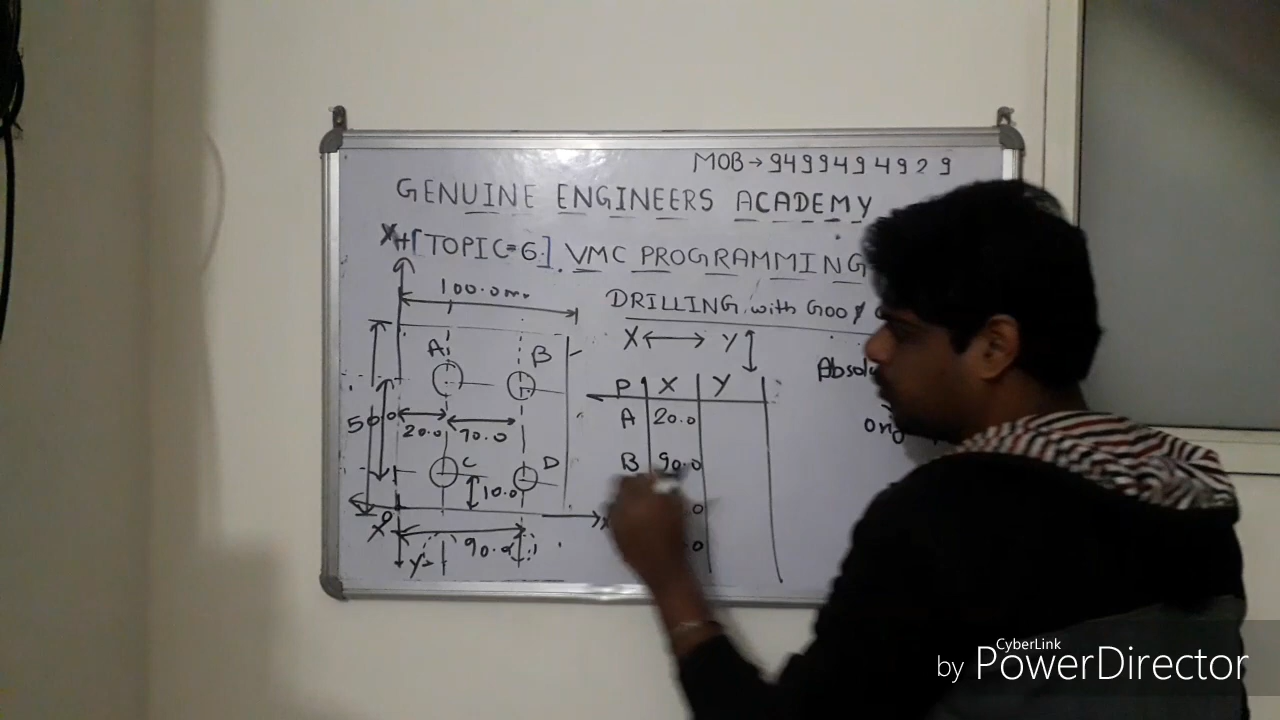 MOB → 9499494929
GENUINE ENGINEERS ACADEMY
[TOPIC=6]. VMC PROGRAMMING
100.0
DRILLING with G00
X Y
A B
P X Y
A 20.0
20.0 70.0
B 90.0
C D
10.0
90.0
Y-
CyberLink
by PowerDirector